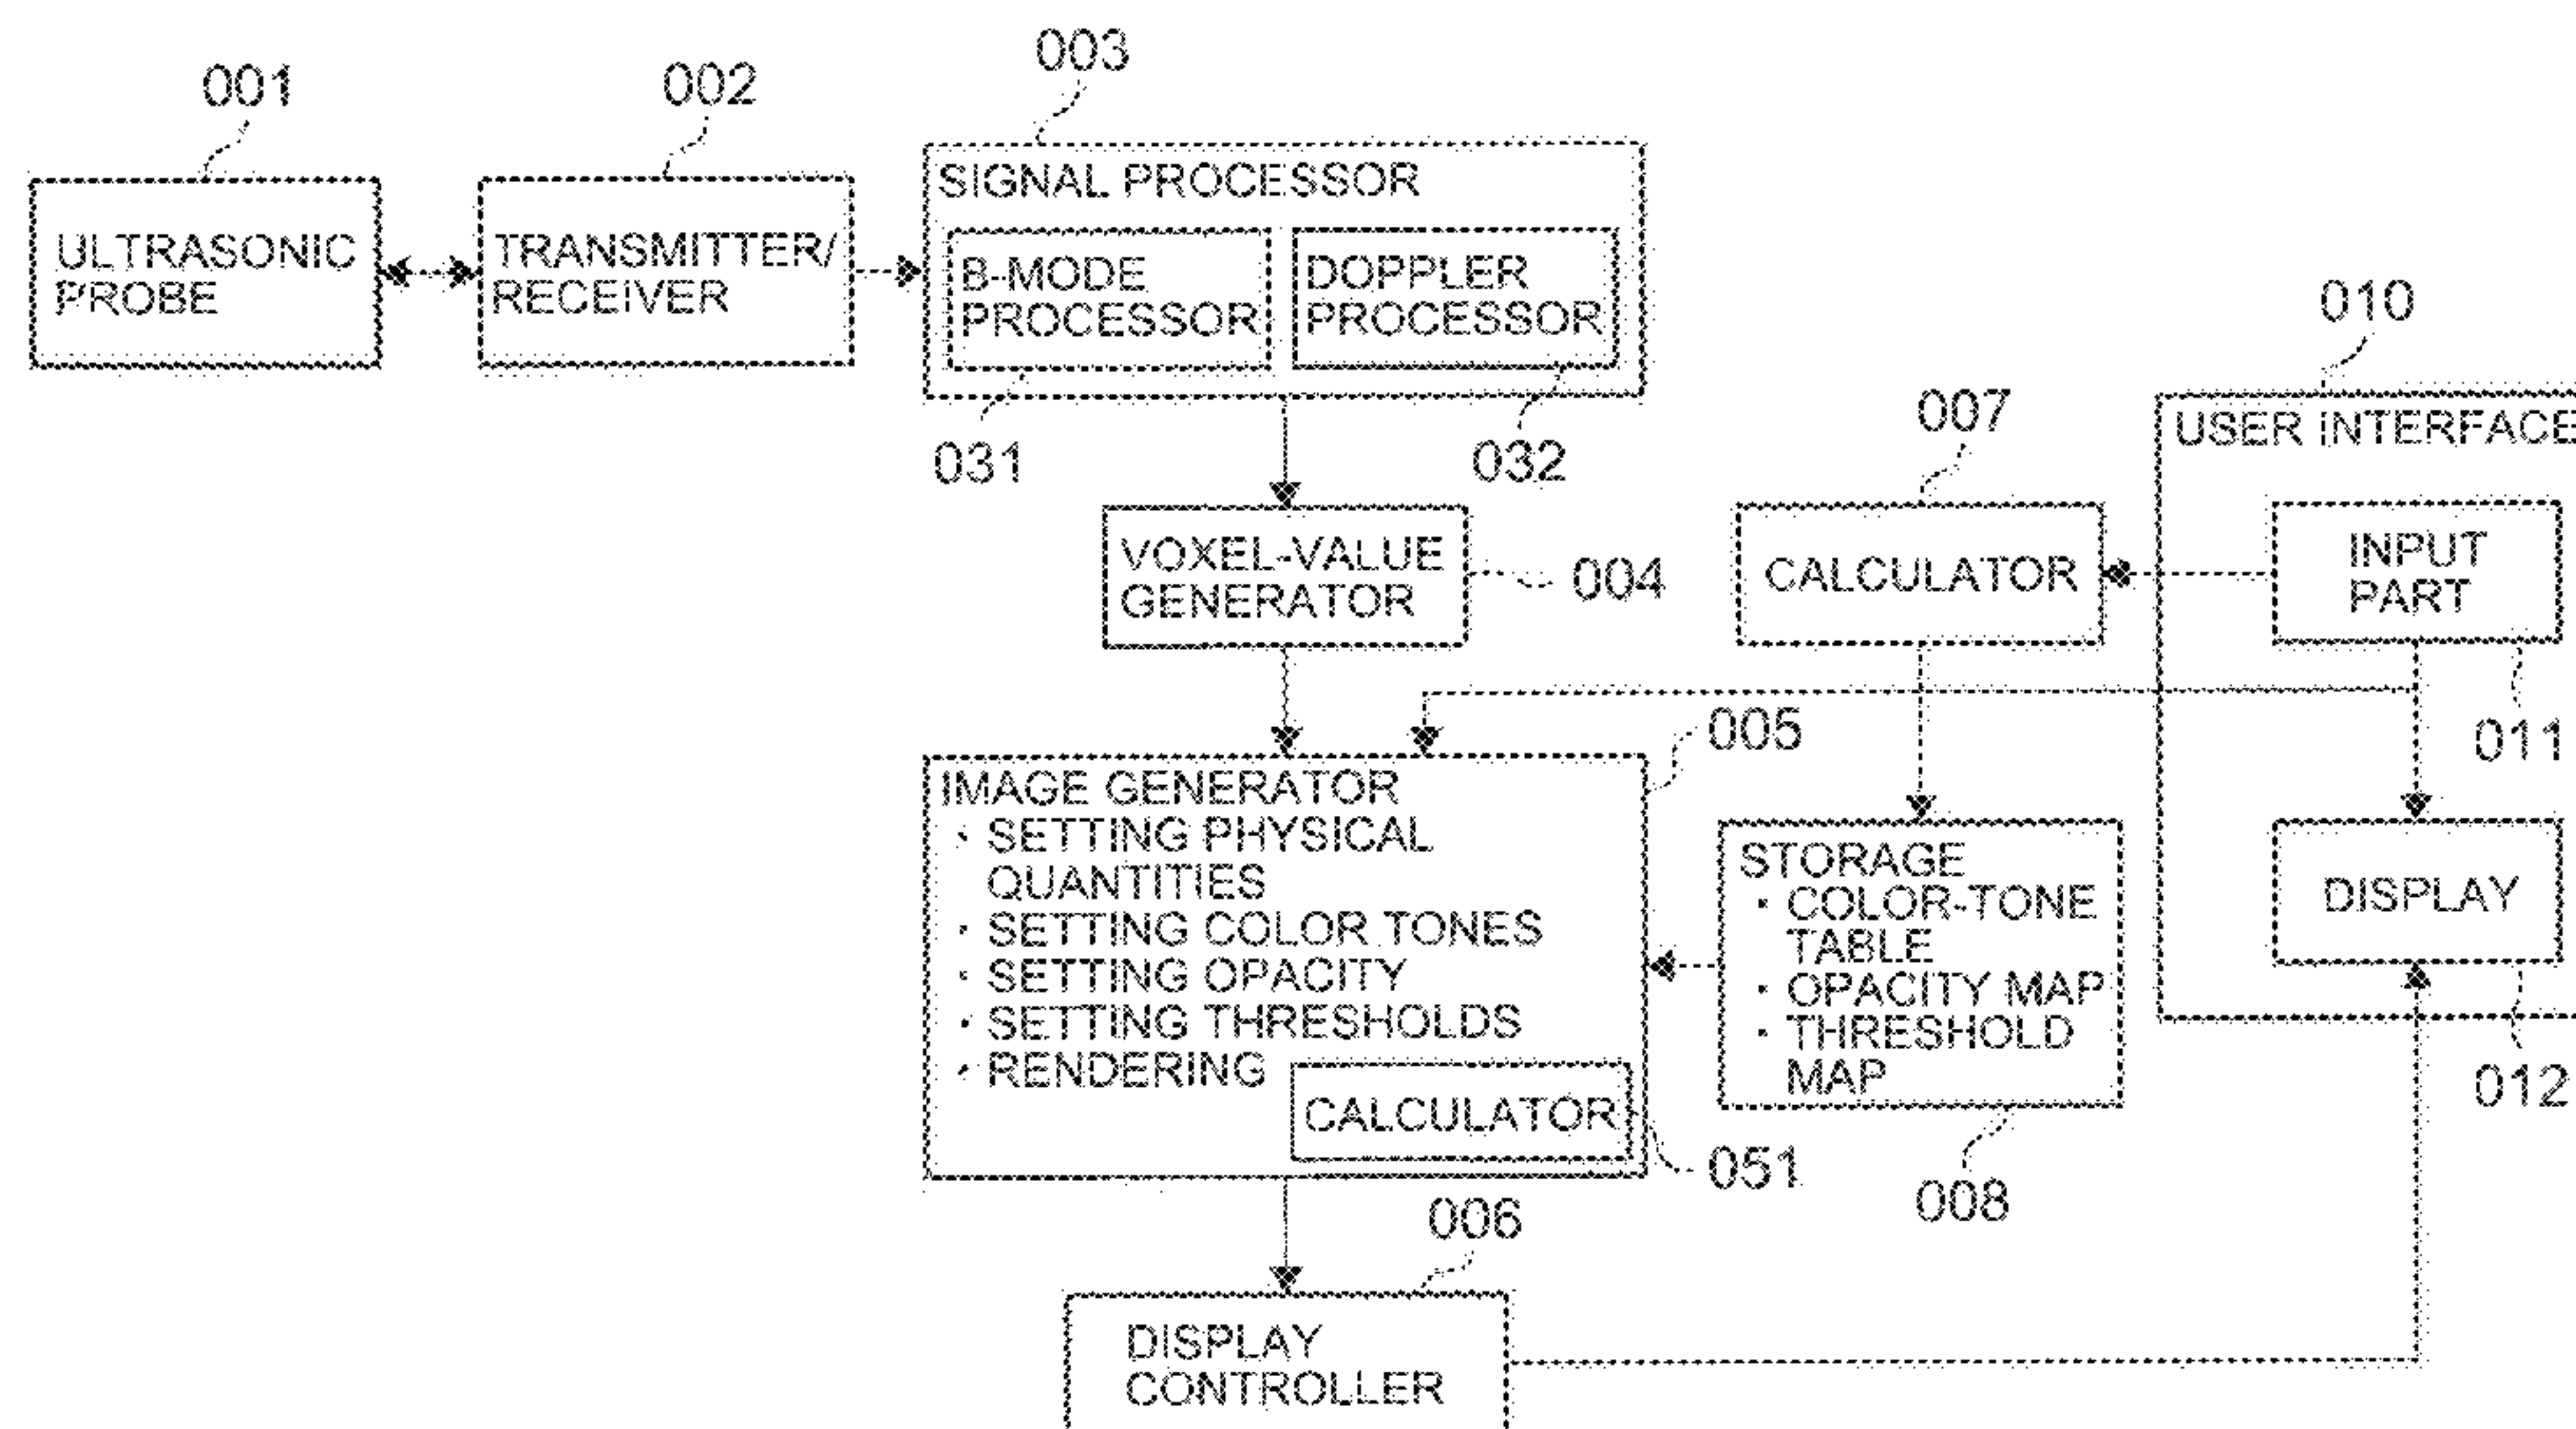 001
002
003
ULTRASONIC
PROBE
TRANSMITTER/
RECEIVER
SIGNAL PROCESSOR
B-MODE
PROCESSOR
DOPPLER
PROCESSOR
031
032
010
USER INTERFACE
007
VOXEL-VALUE
GENERATOR
004
CALCULATOR
INPUT
PART
011
005
IMAGE GENERATOR
· SETTING PHYSICAL
QUANTITIES
· SETTING COLOR TONES
· SETTING OPACITY
· SETTING THRESHOLDS
· RENDERING
CALCULATOR
051
STORAGE
· COLOR-TONE
TABLE
· OPACITY MAP
· THRESHOLD
MAP
008
DISPLAY
012
006
DISPLAY
CONTROLLER